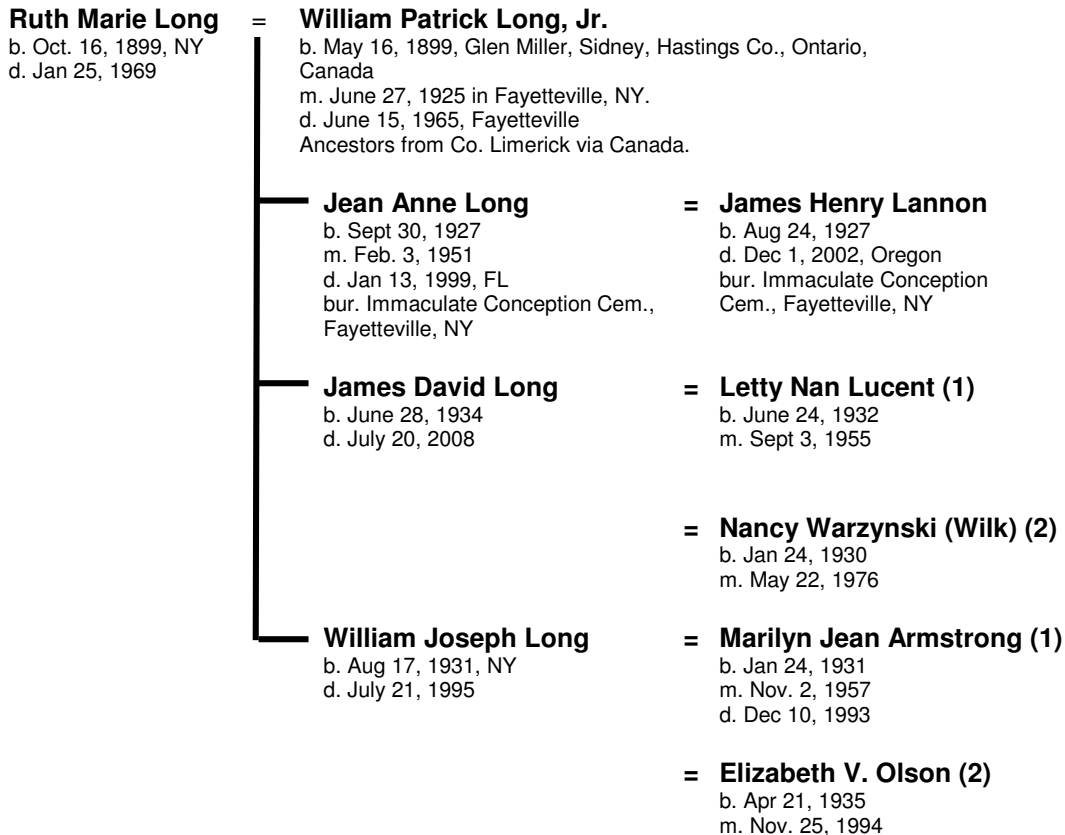 Ruth Marie Long = William Patrick Long, Jr.
b. Oct. 16, 1899, NY
d. Jan 25, 1969
b. May 16, 1899, Glen Miller, Sidney, Hastings Co., Ontario,
Canada
m. June 27, 1925 in Fayetteville, NY.
d. June 15, 1965, Fayetteville
Ancestors from Co. Limerick via Canada.
Jean Anne Long = James Henry Lannon
b. Sept 30, 1927
m. Feb. 3, 1951
d. Jan 13, 1999, FL
bur. Immaculate Conception Cem.,
Fayetteville, NY
b. Aug 24, 1927
d. Dec 1, 2002, Oregon
bur. Immaculate Conception
Cem., Fayetteville, NY
James David Long = Letty Nan Lucent (1)
b. June 28, 1934
d. July 20, 2008
b. June 24, 1932
m. Sept 3, 1955
= Nancy Warzynski (Wilk) (2)
b. Jan 24, 1930
m. May 22, 1976
William Joseph Long = Marilyn Jean Armstrong (1)
b. Aug 17, 1931, NY
d. July 21, 1995
b. Jan 24, 1931
m. Nov. 2, 1957
d. Dec 10, 1993
= Elizabeth V. Olson (2)
b. Apr 21, 1935
m. Nov. 25, 1994